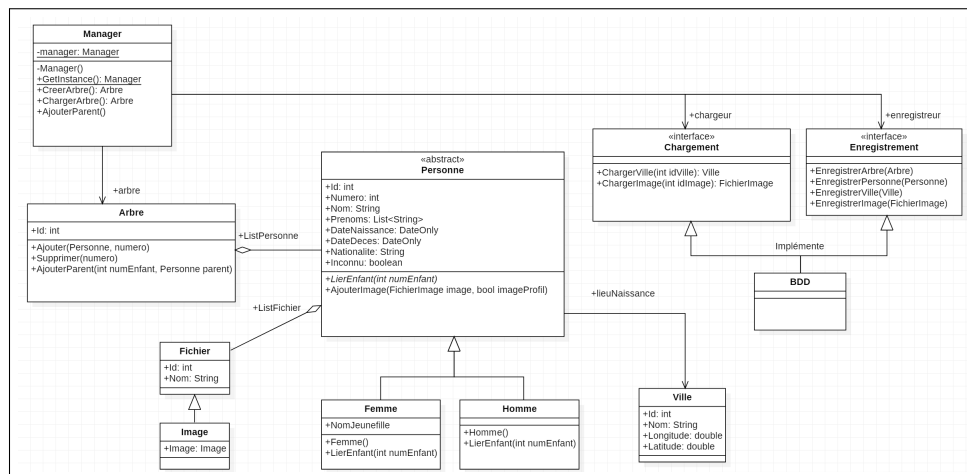 Manager
-manager: Manager
-Manager()
+GetInstance(): Manager
+CreerArbre(): Arbre
+ChargerArbre(): Arbre
+AjouterParent()
+chargeur
+enregistreur
«interface»
Chargement
+ChargerVille(int idVille): Ville
+ChargerImage(int idImage): FichierImage
«interface»
Enregistrement
+EnregistrerArbre(Arbre)
+EnregistrerPersonne(Personne)
+EnregistrerVille(Ville)
+EnregistrerImage(FichierImage)
Implémente
BDD
+arbre
Arbre
+Id: int
+Ajouter(Personne, numero)
+Supprimer(numero)
+AjouterParent(int numEnfant, Personne parent)
+ListPersonne
«abstract»
Personne
+Id: int
+Numero: int
+Nom: String
+Prenoms: List<String>
+DateNaissance: DateOnly
+DateDeces: DateOnly
+Nationalite: String
+Inconnu: boolean
+LierEnfant(int numEnfant)
+AjouterImage(FichierImage image, bool imageProfil)
+ListFichier
+lieuNaissance
Fichier
+Id: int
+Nom: String
Image
+Image: Image
Femme
+NomJeunefille
+Femme()
+LierEnfant(int numEnfant)
Homme
+Homme()
+LierEnfant(int numEnfant)
Ville
+Id: int
+Nom: String
+Longitude: double
+Latitude: double